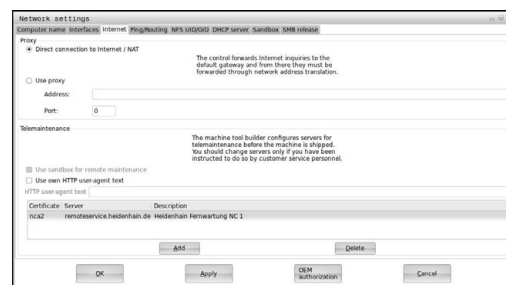 Network settings
Computer name Interfaces Internet Ping/Routing NFS UID/GID DHCP server Sandbox SMB release
Proxy
Direct connection to Internet / NAT
The control forwards Internet inquiries to the
default gateway and from there they must be
forwarded through network address translation.
Use proxy
Address:
Port: 0
Telemaintenance
The machine tool builder configures servers for
telemaintenance before the machine is shipped.
You should change servers only if you have been
instructed to do so by customer service personnel.
Use sandbox for remote maintenance
Use own HTTP user-agent text
HTTP user-agent text
Certificate Server Description
nca2 remoteservice.heidenhain.de Heidenhain Fernwartung NC 1
Add Delete
OK Apply OEM authorization Cancel